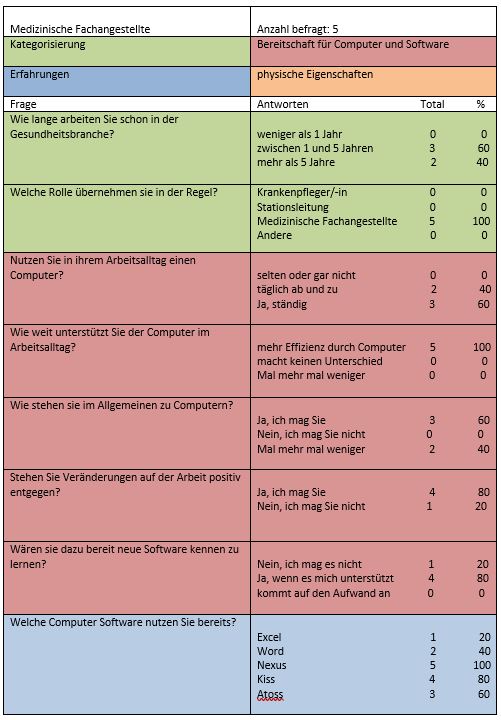 Medizinische Fachangestellte Anzahl befragt: 5
Kategorisierung Bereitschaft für Computer und Software
Erfahrungen physische Eigenschaften
Frage Antworten Total %
Wie lange arbeiten Sie schon in der
Gesundheitsbranche?
weniger als 1 Jahr 0 0
zwischen 1 und 5 Jahren 3 60
mehr als 5 Jahre 2 40
Welche Rolle übernehmen sie in der Regel?
Krankenpfleger/-in 0 0
Stationsleitung 0 0
Medizinische Fachangestellte 5 100
Andere 0 0
Nutzen Sie in ihrem Arbeitsalltag einen
Computer?
selten oder gar nicht 0 0
täglich ab und zu 2 40
Ja, ständig 3 60
Wie weit unterstützt Sie der Computer im
Arbeitsalltag?
mehr Effizienz durch Computer 5 100
macht keinen Unterschied 0 0
Mal mehr mal weniger 0 0
Wie stehen sie im Allgemeinen zu Computern?
Ja, ich mag Sie 3 60
Nein, ich mag Sie nicht 0 0
Mal mehr mal weniger 2 40
Stehen Sie Veränderungen auf der Arbeit positiv
entgegen?
Ja, ich mag Sie 4 80
Nein, ich mag Sie nicht 1 20
Wären sie dazu bereit neue Software kennen zu
lernen?
Nein, ich mag es nicht 1 20
Ja, wenn es mich unterstützt 4 80
kommt auf den Aufwand an 0 0
Welche Computer Software nutzen Sie bereits?
Excel 1 20
Word 2 40
Nexus 5 100
Kiss 4 80
Atoss 3 60